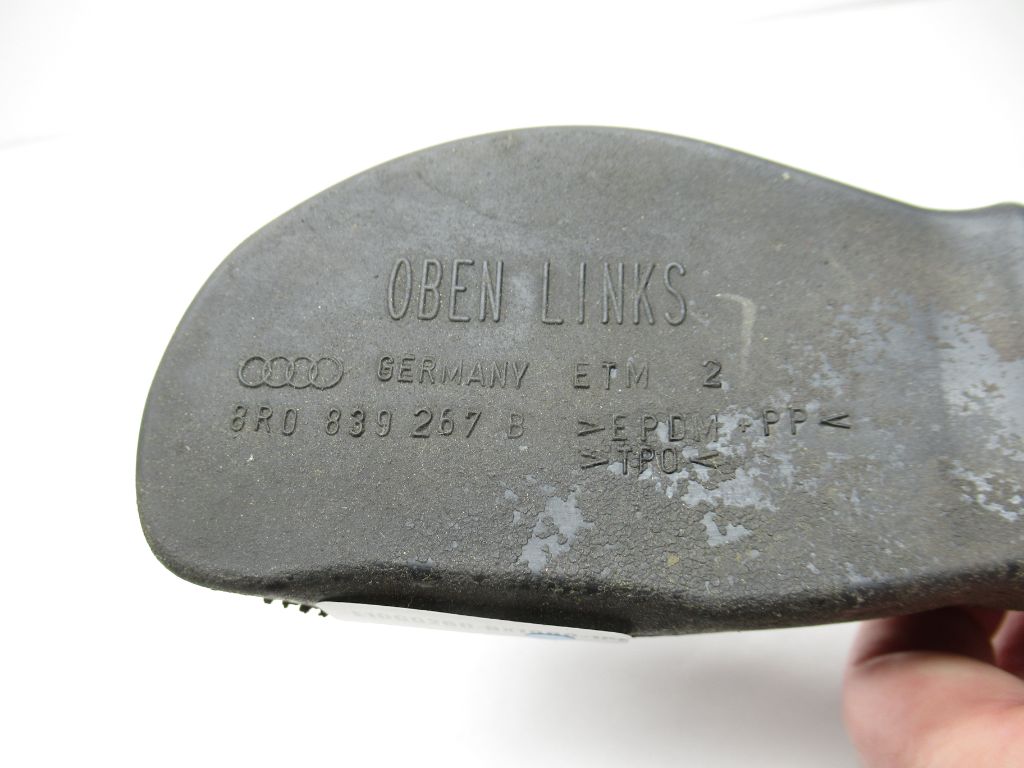 OBEN LINKS
GERMANY ETM 2
8R0 839 267 B >EPDM+PP<
>TPO<